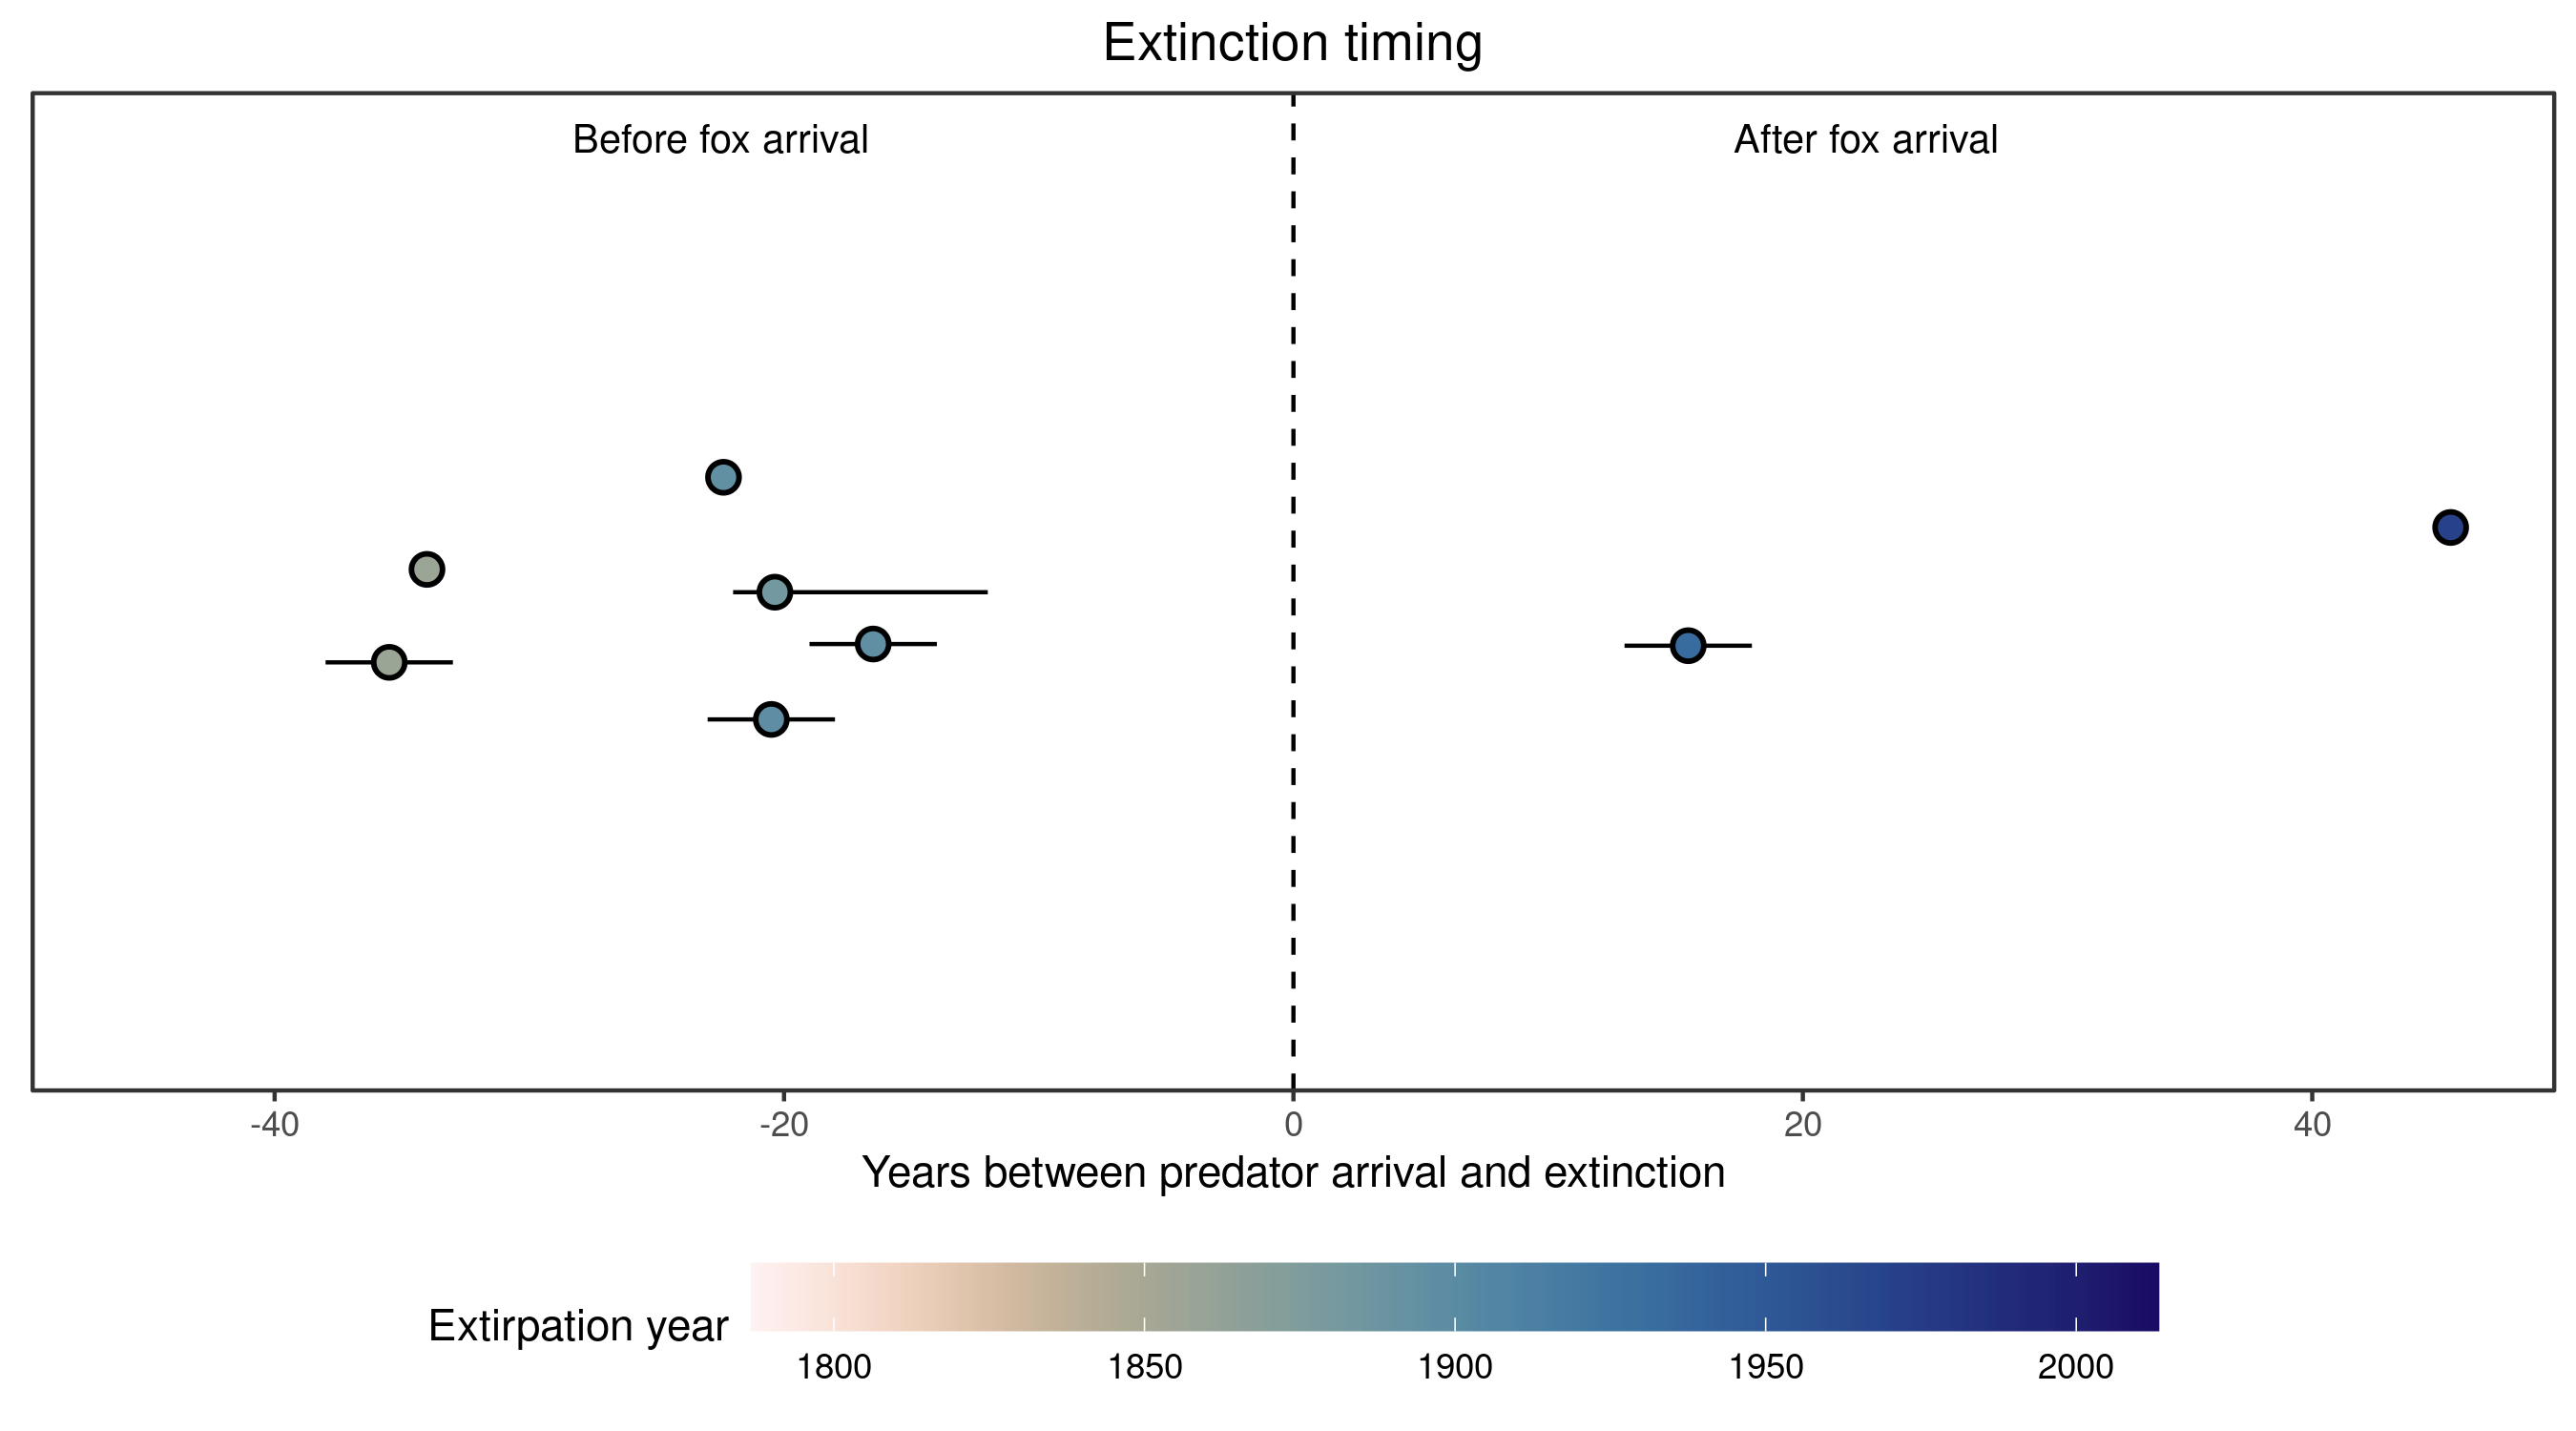 Extinction timing
Before fox arrival
After fox arrival
-40
-20
0
20
40
Years between predator arrival and extinction
Extirpation year
1800
1850
1900
1950
2000